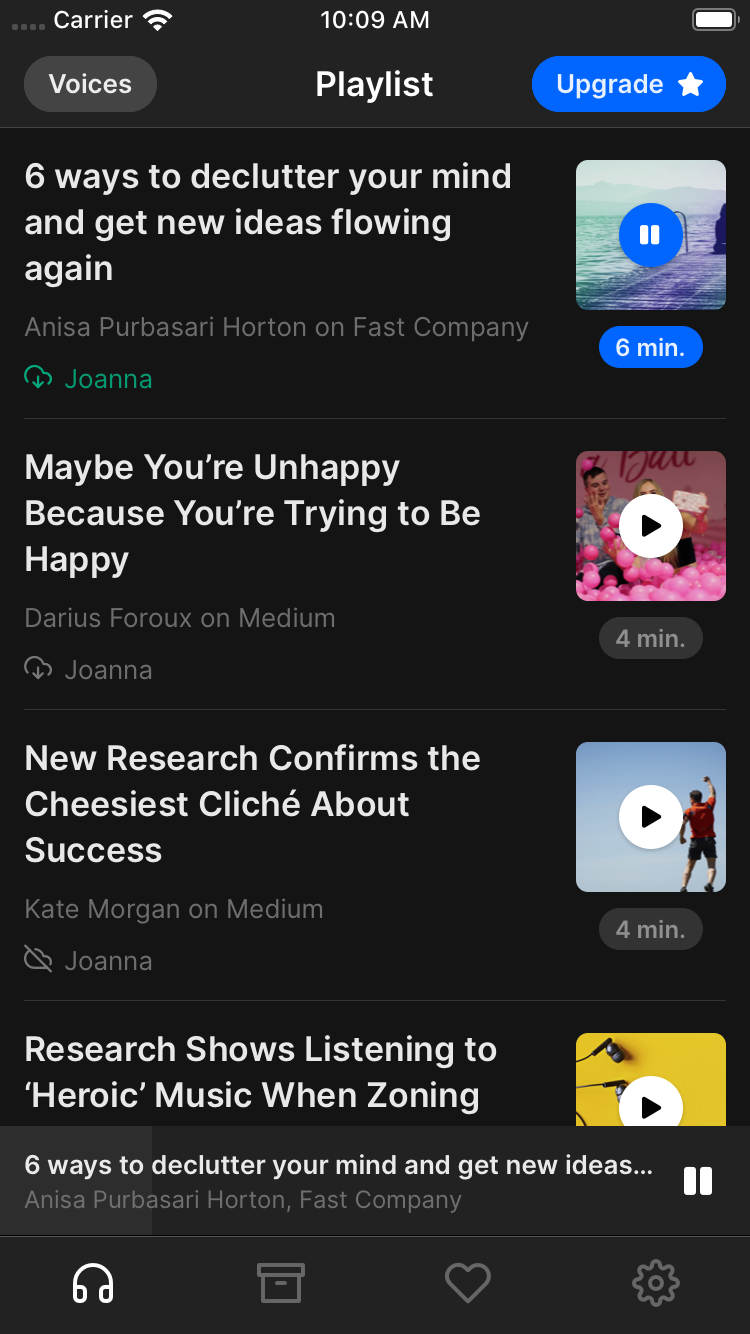 Carrier 10:09 AM
Voices Playlist Upgrade
6 ways to declutter your mind
and get new ideas flowing
again
Anisa Purbasari Horton on Fast Company
6 min.
Joanna
Maybe You’re Unhappy
Because You’re Trying to Be
Happy
Darius Foroux on Medium
4 min.
Joanna
New Research Confirms the
Cheesiest Cliché About
Success
Kate Morgan on Medium
4 min.
Joanna
Research Shows Listening to
‘Heroic’ Music When Zoning
6 ways to declutter your mind and get new ideas...
Anisa Purbasari Horton, Fast Company